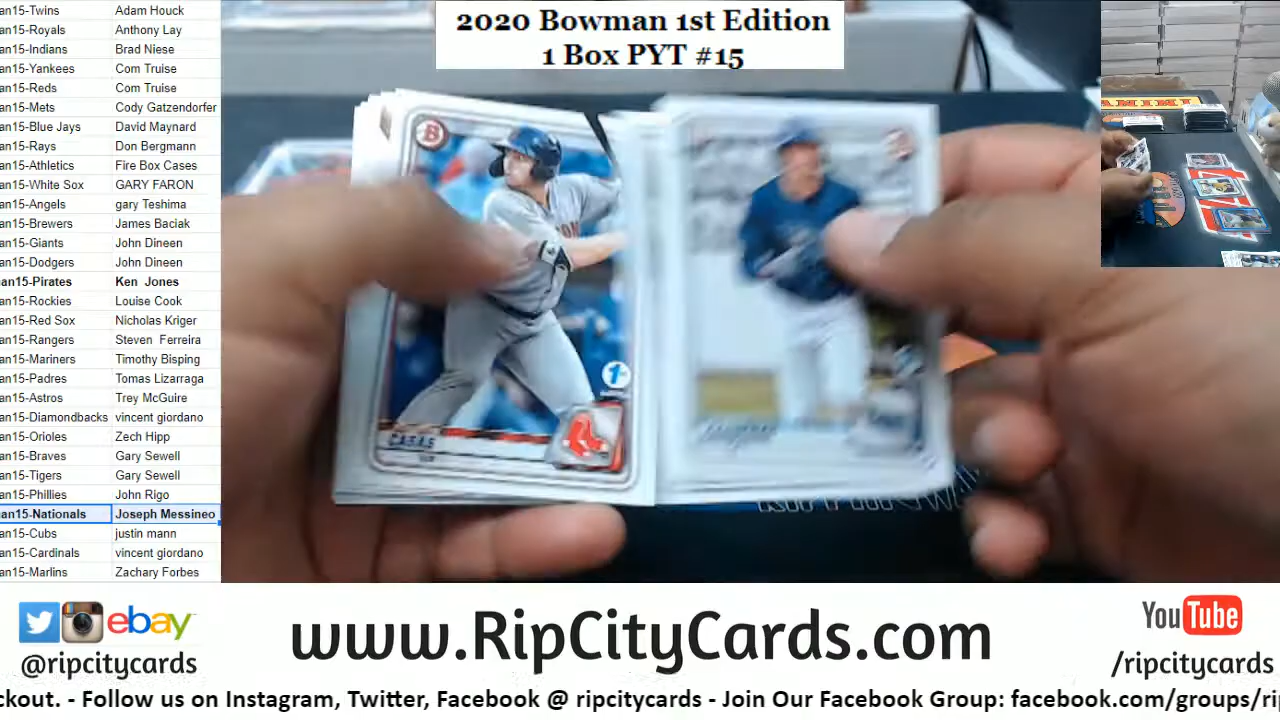 2020 Bowman 1st Edition
1 Box PYT #15
an15-Twins Adam Houck
an15-Royals Anthony Lay
an15-Indians Brad Niese
an15-Yankees Com Truise
an15-Reds Com Truise
an15-Mets Cody Gatzendorfer
an15-Blue Jays David Maynard
an15-Rays Don Bergmann
an15-Athletics Fire Box Cases
an15-White Sox GARY FARON
an15-Angels gary Teshima
an15-Brewers James Baciak
an15-Giants John Dineen
an15-Dodgers John Dineen
an15-Pirates Ken Jones
an15-Rockies Louise Cook
an15-Red Sox Nicholas Kriger
an15-Rangers Steven Ferreira
an15-Mariners Timothy Bisping
an15-Padres Tomas Lizarraga
an15-Astros Trey McGuire
an15-Diamondbacks vincent giordano
an15-Orioles Zech Hipp
an15-Braves Gary Sewell
an15-Tigers Gary Sewell
an15-Phillies John Rigo
an15-Nationals Joseph Messineo
an15-Cubs justin mann
an15-Cardinals vincent giordano
an15-Marlins Zachary Forbes
B
1st
CASAS
PANINI
ebay
@ripcitycards
www.RipCityCards.com
YouTube
/ripcitycards
ckout. - Follow us on Instagram, Twitter, Facebook @ ripcitycards - Join Our Facebook Group: facebook.com/groups/rip